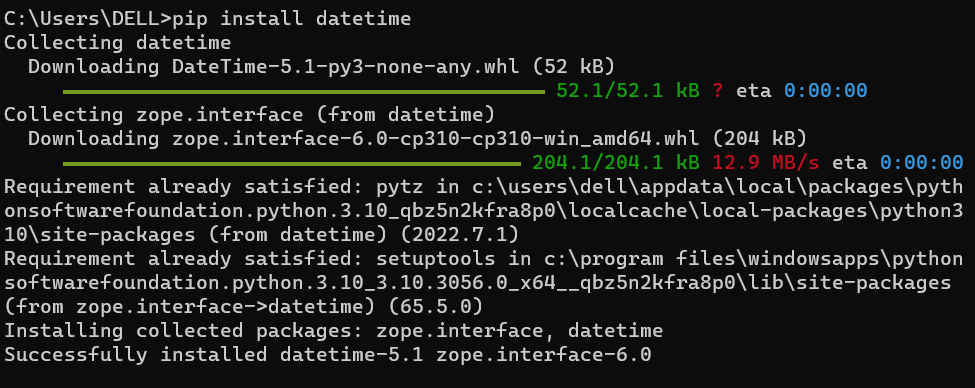 C:\Users\DELL>pip install datetime
Collecting datetime
  Downloading DateTime-5.1-py3-none-any.whl (52 kB)
     ━━━━━━━━━━━━━━━━━━━━━━━━━━━━━━━━━━━━━━━━ 52.1/52.1 kB ? eta 0:00:00
Collecting zope.interface (from datetime)
  Downloading zope.interface-6.0-cp310-cp310-win_amd64.whl (204 kB)
     ━━━━━━━━━━━━━━━━━━━━━━━━━━━━━━━━━━━━━━ 204.1/204.1 kB 12.9 MB/s eta 0:00:00
Requirement already satisfied: pytz in c:\users\dell\appdata\local\packages\pyth
onsoftwarefoundation.python.3.10_qbz5n2kfra8p0\localcache\local-packages\python3
10\site-packages (from datetime) (2022.7.1)
Requirement already satisfied: setuptools in c:\program files\windowsapps\python
softwarefoundation.python.3.10_3.10.3056.0_x64__qbz5n2kfra8p0\lib\site-packages
(from zope.interface->datetime) (65.5.0)
Installing collected packages: zope.interface, datetime
Successfully installed datetime-5.1 zope.interface-6.0